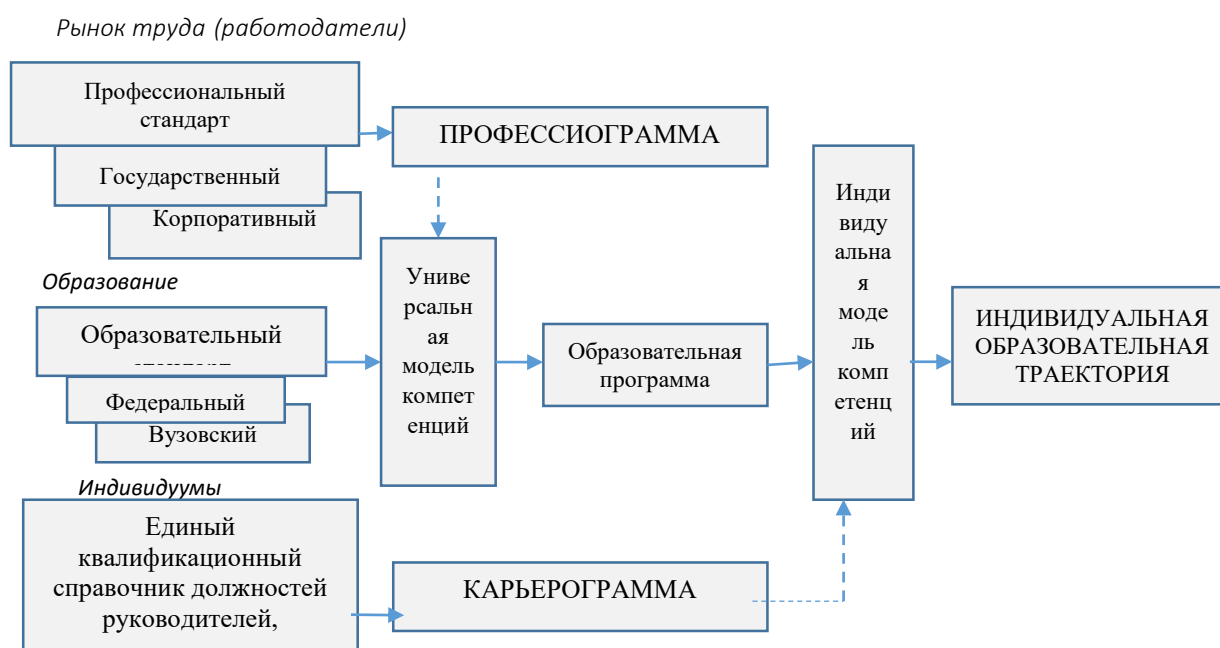 Рынок труда (работодатели)
Профессиональный
стандарт
Государственный
Корпоративный
ПРОФЕССИОГРАММА
Образование
Образовательный
Федеральный
Вузовский
Униве
рсальн
ая
модель
компет
енций
Образовательная
программа
Инди
виду
альна
я
моде
ль
комп
етенц
ий
ИНДИВИДУАЛЬНАЯ
ОБРАЗОВАТЕЛЬНАЯ
ТРАЕКТОРИЯ
Индивидуумы
Единый
квалификационный
справочник должностей
руководителей,
КАРЬЕРОГРАММА